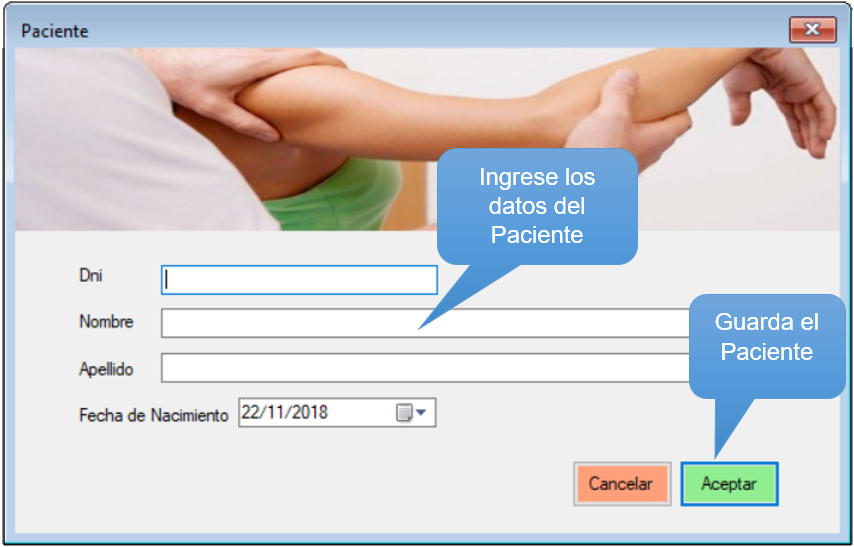 Paciente
Ingrese los
datos del
Paciente
Dni
Nombre
Guarda el
Paciente
Apellido
Fecha de Nacimiento 22/11/2018
Cancelar Aceptar